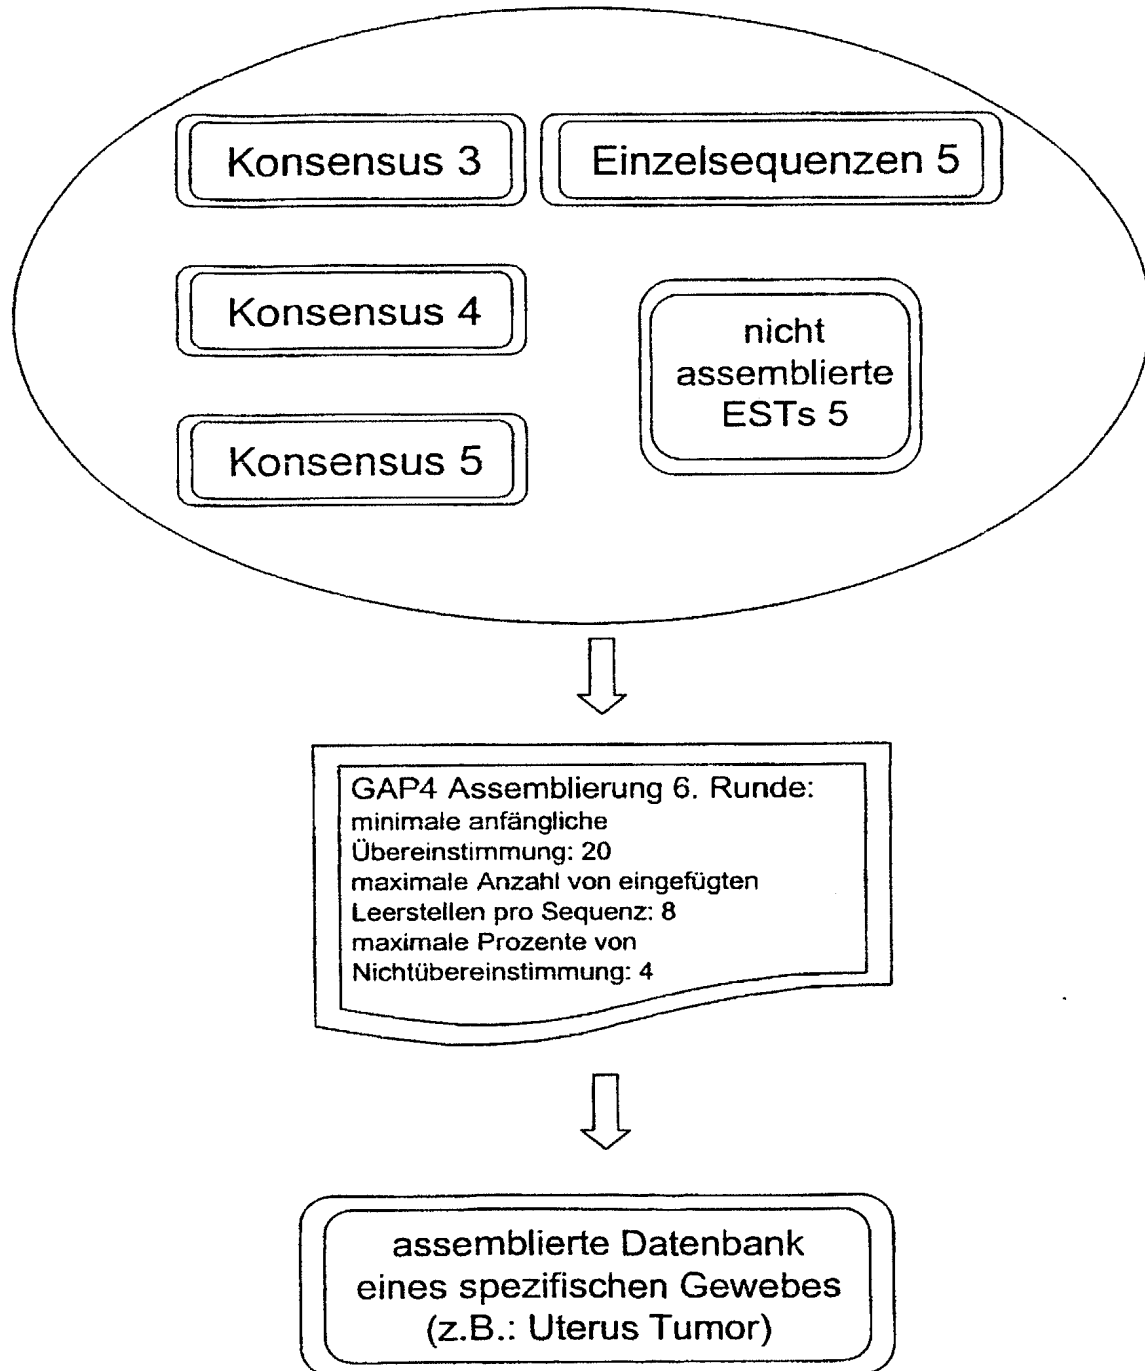 Konsensus 3
Einzelsequenzen 5
Konsensus 4
nicht
assemblierte
ESTs 5
Konsensus 5
GAP4 Assemblierung 6. Runde:
minimale anfängliche
Übereinstimmung: 20
maximale Anzahl von eingefügten
Leerstellen pro Sequenz: 8
maximale Prozente von
Nichtübereinstimmung: 4
assemblierte Datenbank
eines spezifischen Gewebes
(z.B.: Uterus Tumor)